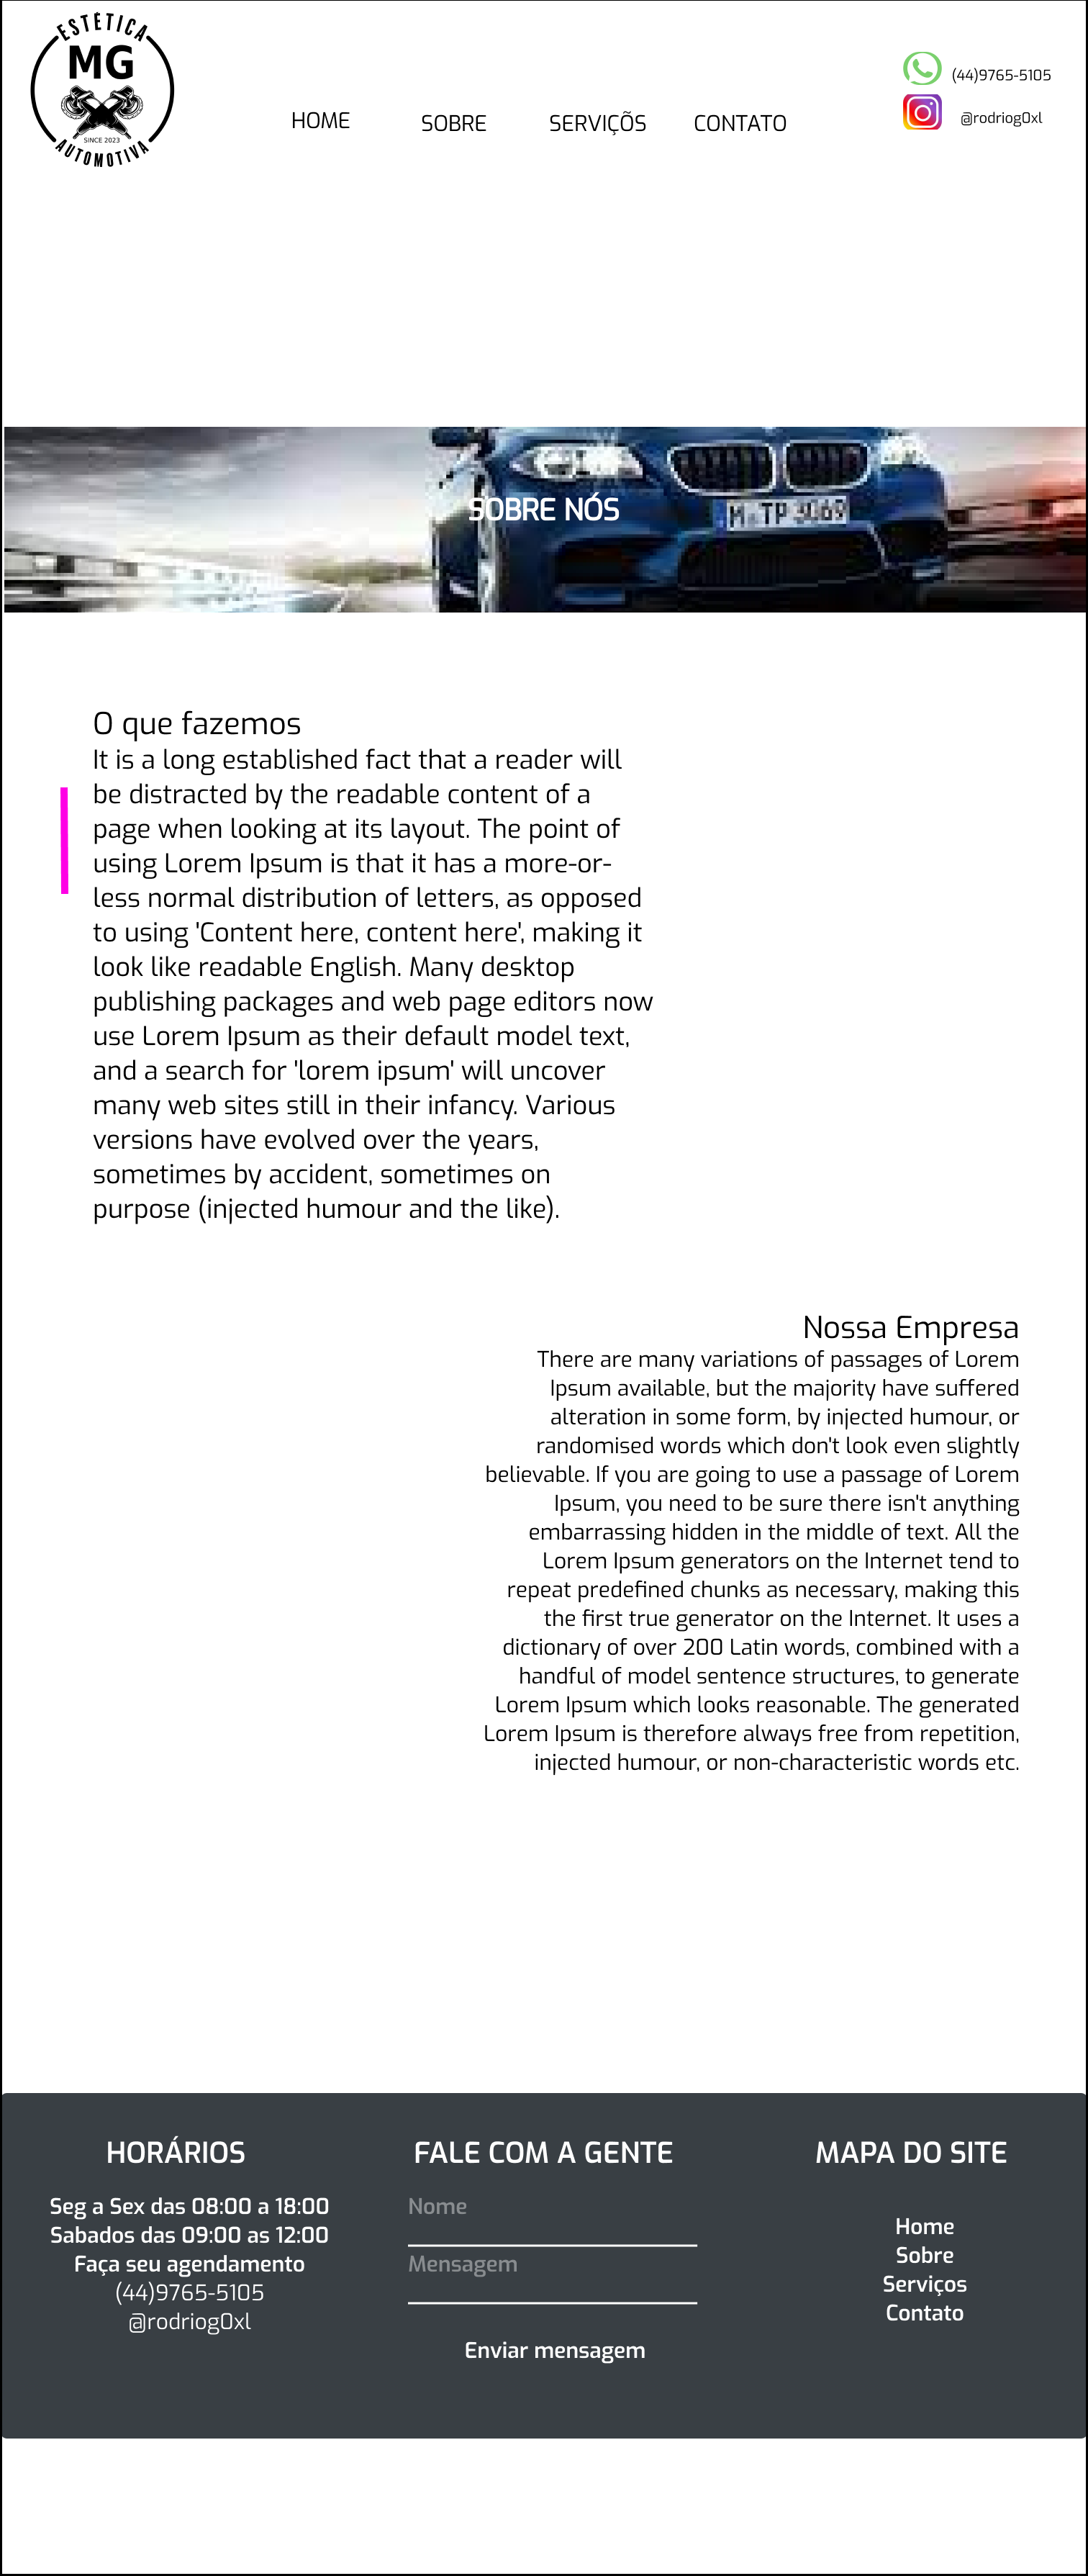 ESTÉTICA
MG
SINCE 2023
AUTOMOTIVA
HOME
SOBRE
SERVIÇÕS
CONTATO
(44)9765-5105
@rodriog0xl
SOBRE NÓS
O que fazemos
It is a long established fact that a reader will
be distracted by the readable content of a
page when looking at its layout. The point of
using Lorem Ipsum is that it has a more-or-
less normal distribution of letters, as opposed
to using 'Content here, content here', making it
look like readable English. Many desktop
publishing packages and web page editors now
use Lorem Ipsum as their default model text,
and a search for 'lorem ipsum' will uncover
many web sites still in their infancy. Various
versions have evolved over the years,
sometimes by accident, sometimes on
purpose (injected humour and the like).
Nossa Empresa
There are many variations of passages of Lorem
Ipsum available, but the majority have suffered
alteration in some form, by injected humour, or
randomised words which don't look even slightly
believable. If you are going to use a passage of Lorem
Ipsum, you need to be sure there isn't anything
embarrassing hidden in the middle of text. All the
Lorem Ipsum generators on the Internet tend to
repeat predefined chunks as necessary, making this
the first true generator on the Internet. It uses a
dictionary of over 200 Latin words, combined with a
handful of model sentence structures, to generate
Lorem Ipsum which looks reasonable. The generated
Lorem Ipsum is therefore always free from repetition,
injected humour, or non-characteristic words etc.
HORÁRIOS
Seg a Sex das 08:00 a 18:00
Sabados das 09:00 as 12:00
Faça seu agendamento
(44)9765-5105
@rodriog0xl
FALE COM A GENTE
Nome
Mensagem
Enviar mensagem
MAPA DO SITE
Home
Sobre
Serviços
Contato